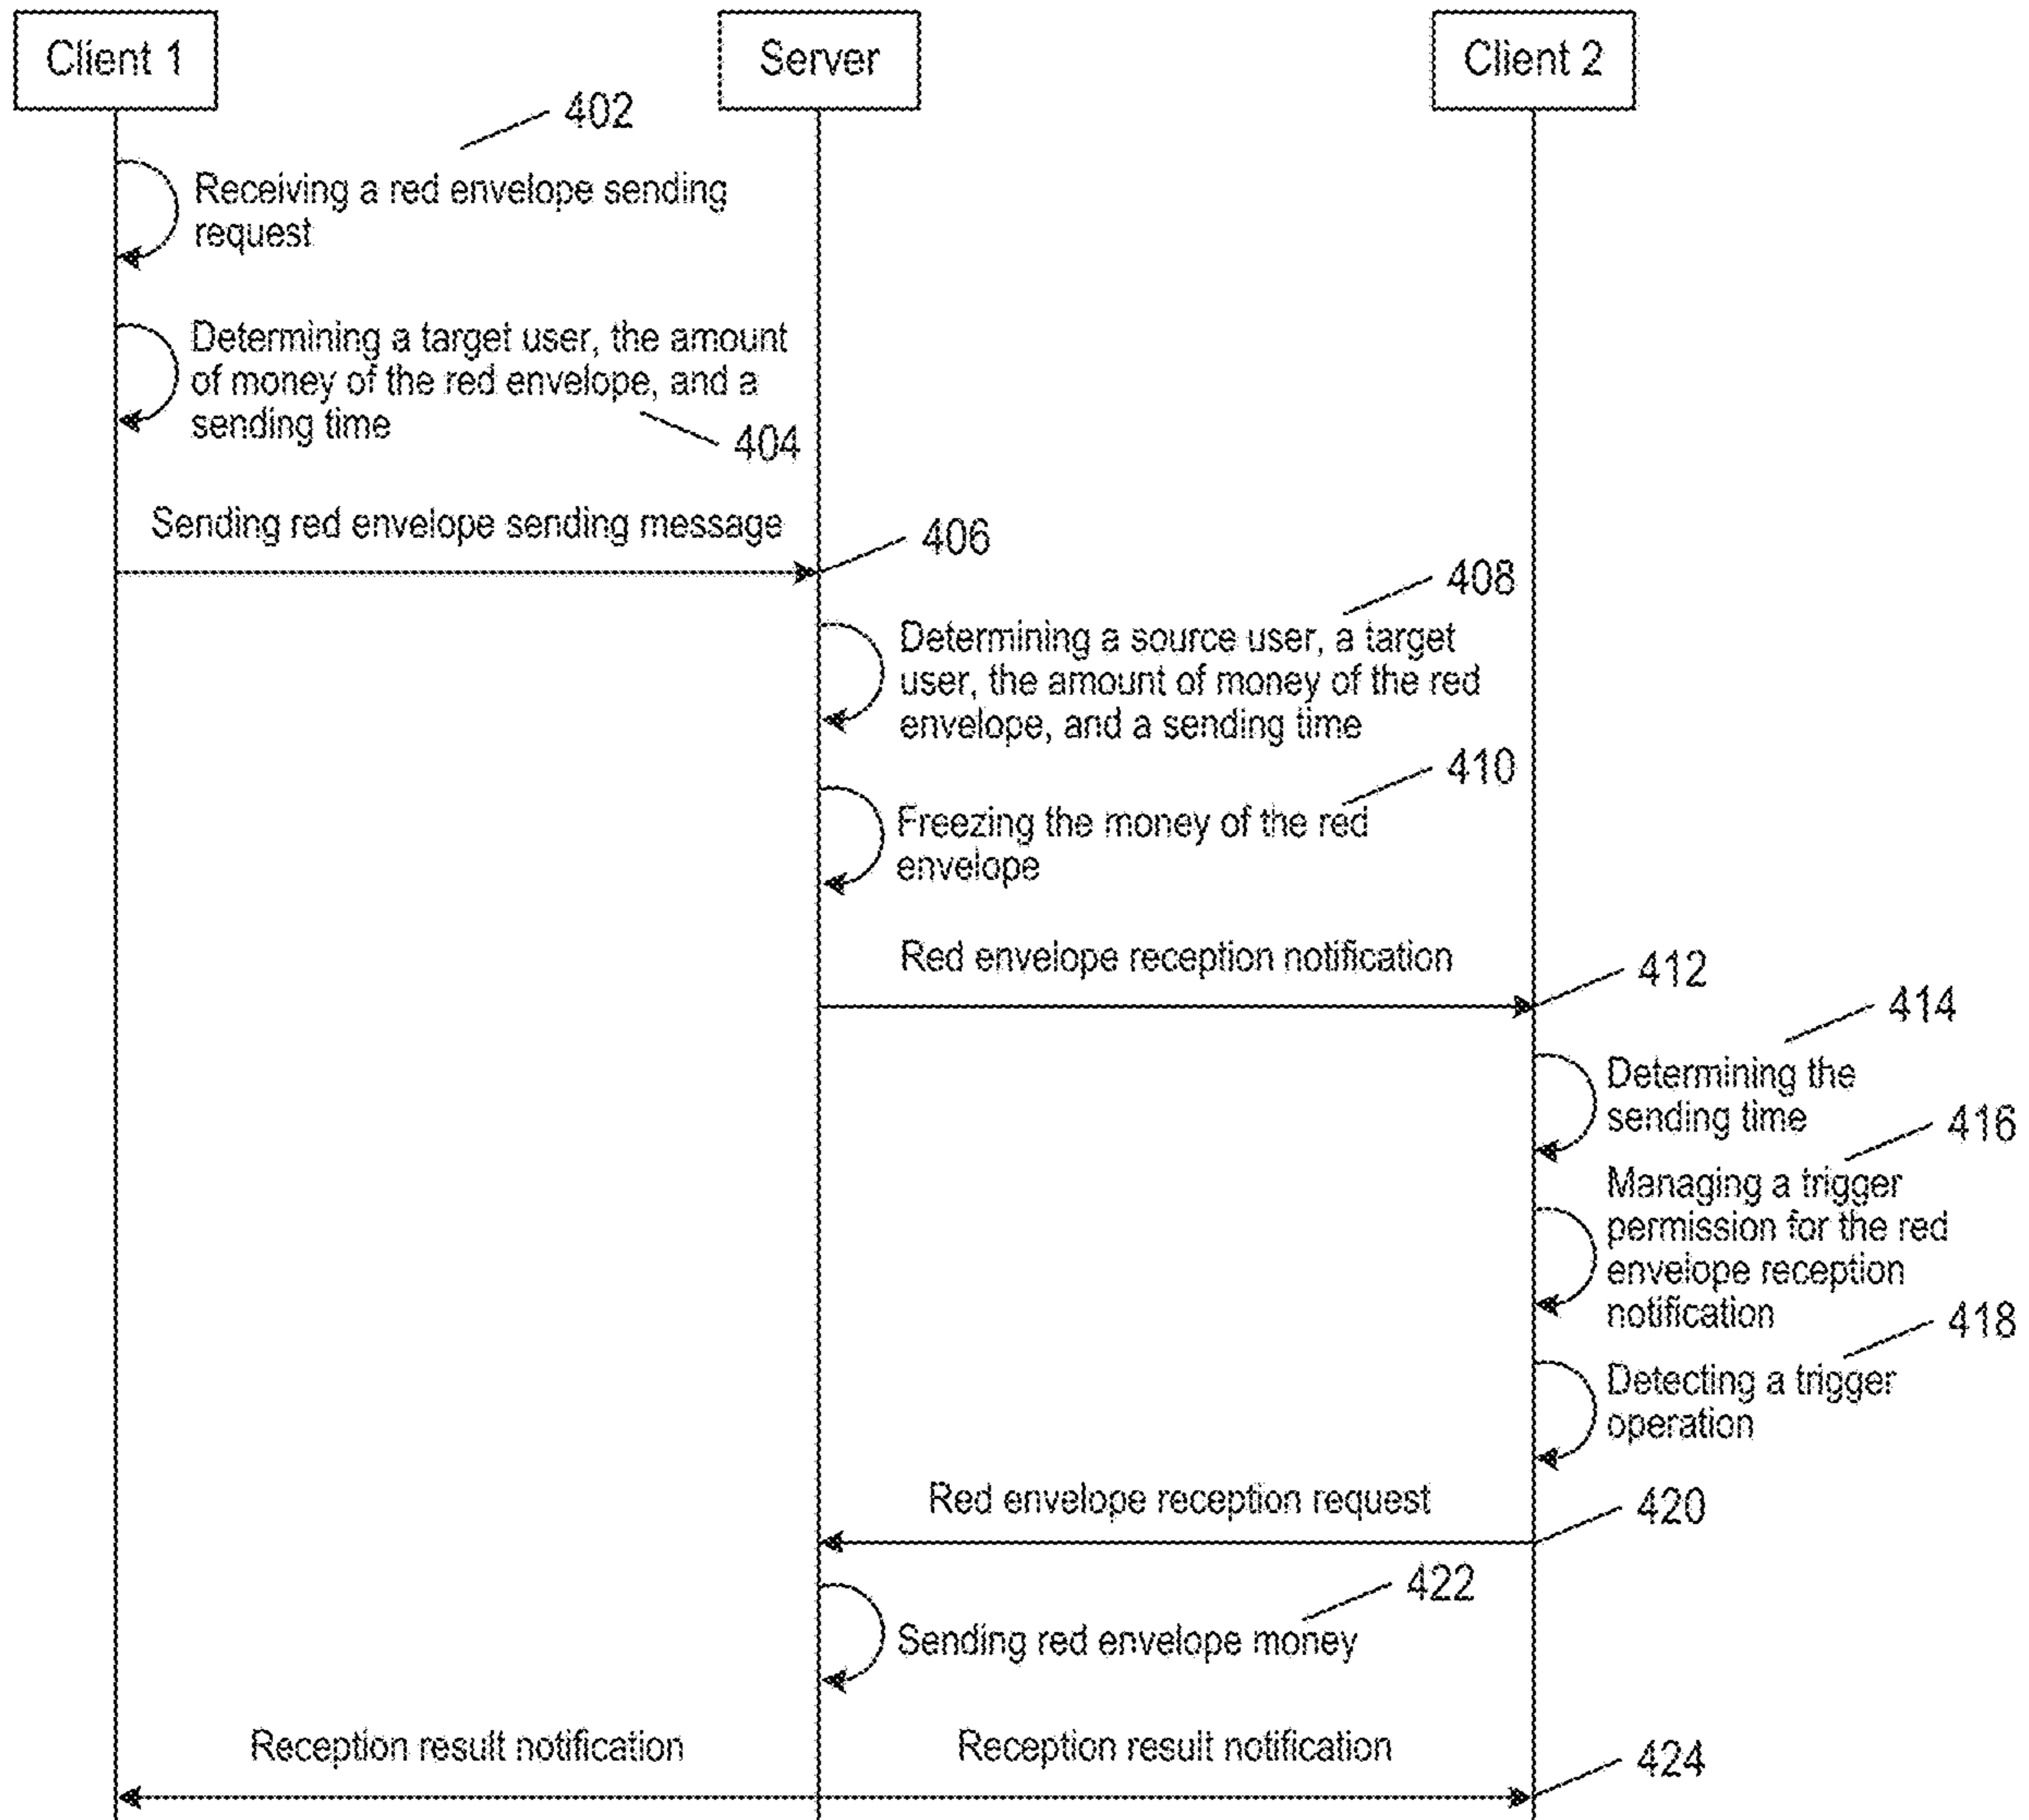 Client 1
Server
Client 2
402
Receiving a red envelope sending
request
Determining a target user, the amount
of money of the red envelope, and a
sending time
404
Sending red envelope sending message
406
408
Determining a source user, a target
user, the amount of money of the red
envelope, and a sending time
410
Freezing the money of the red
envelope
Red envelope reception notification
412
414
Determining the
sending time
416
Managing a trigger
permission for the red
envelope reception
notification
418
Detecting a trigger
operation
Red envelope reception request
420
422
Sending red envelope money
Reception result notification
Reception result notification
424